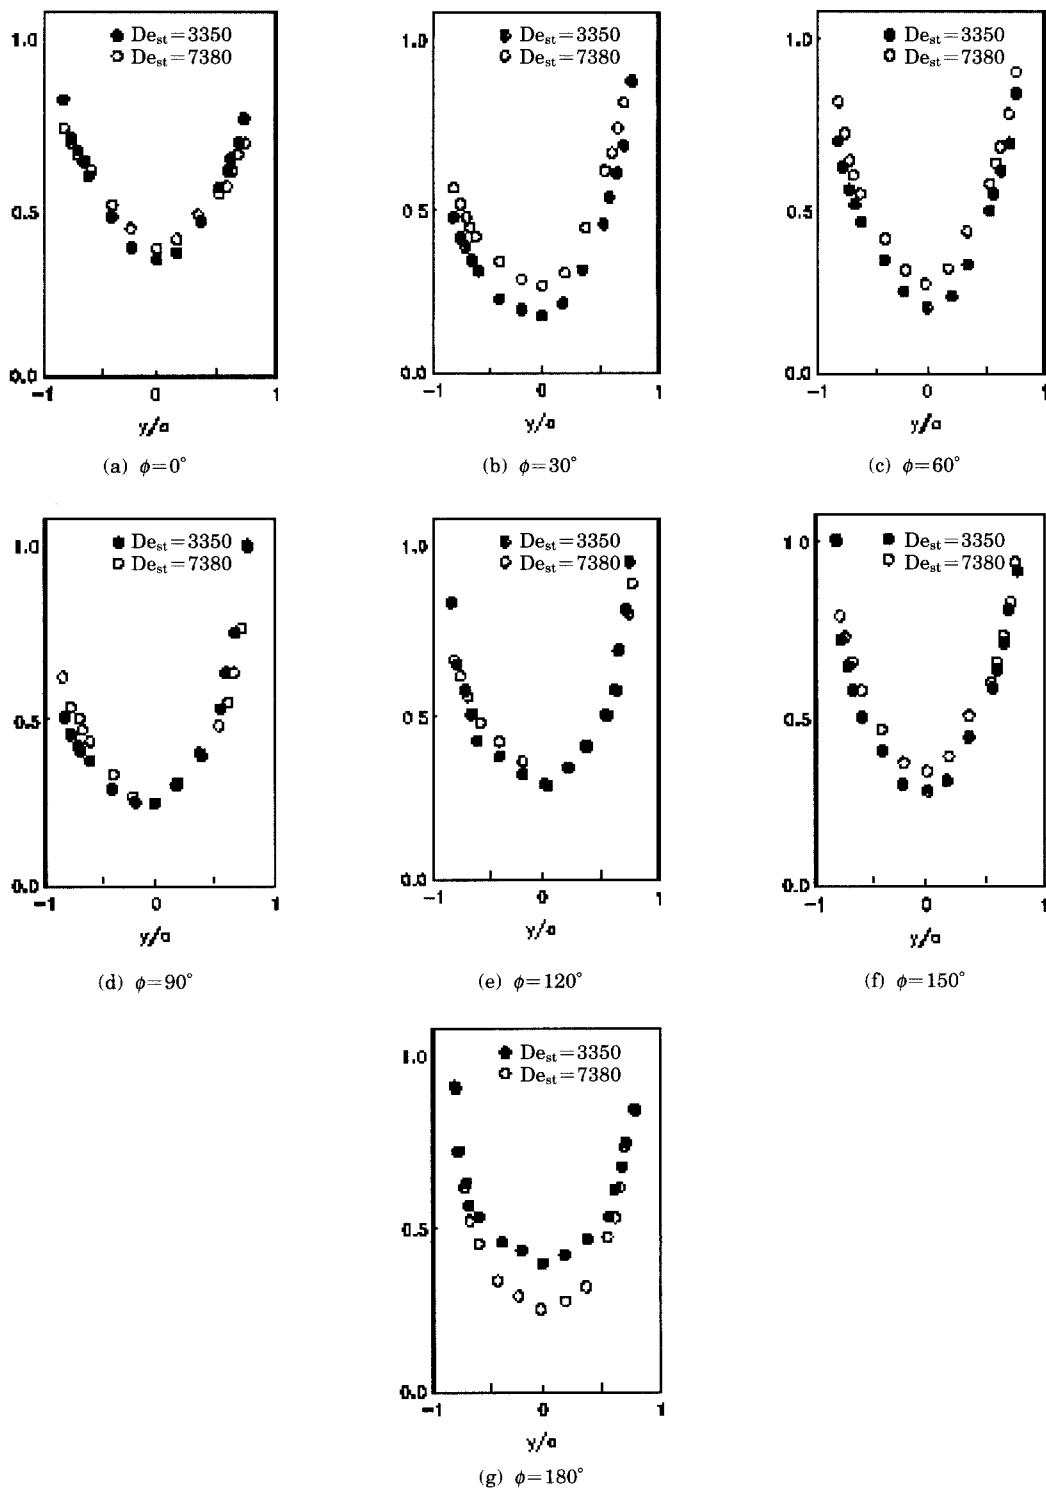 De_st=3350
De_st=7380
1.0
0.5
0.0
-1 0 1
y/a
(a) ϕ=0°
De_st=3350
De_st=7380
1.0
0.5
0.0
-1 0 1
y/a
(b) ϕ=30°
De_st=3350
De_st=7380
1.0
0.5
0.0
-1 0 1
y/a
(c) ϕ=60°
De_st=3350
De_st=7380
1.0
0.5
0.0
-1 0 1
y/a
(d) ϕ=90°
De_st=3350
De_st=7380
1.0
0.5
0.0
-1 0 1
y/a
(e) ϕ=120°
De_st=3350
De_st=7380
1.0
0.5
0.0
-1 0 1
y/a
(f) ϕ=150°
De_st=3350
De_st=7380
1.0
0.5
0.0
-1 0 1
y/a
(g) ϕ=180°